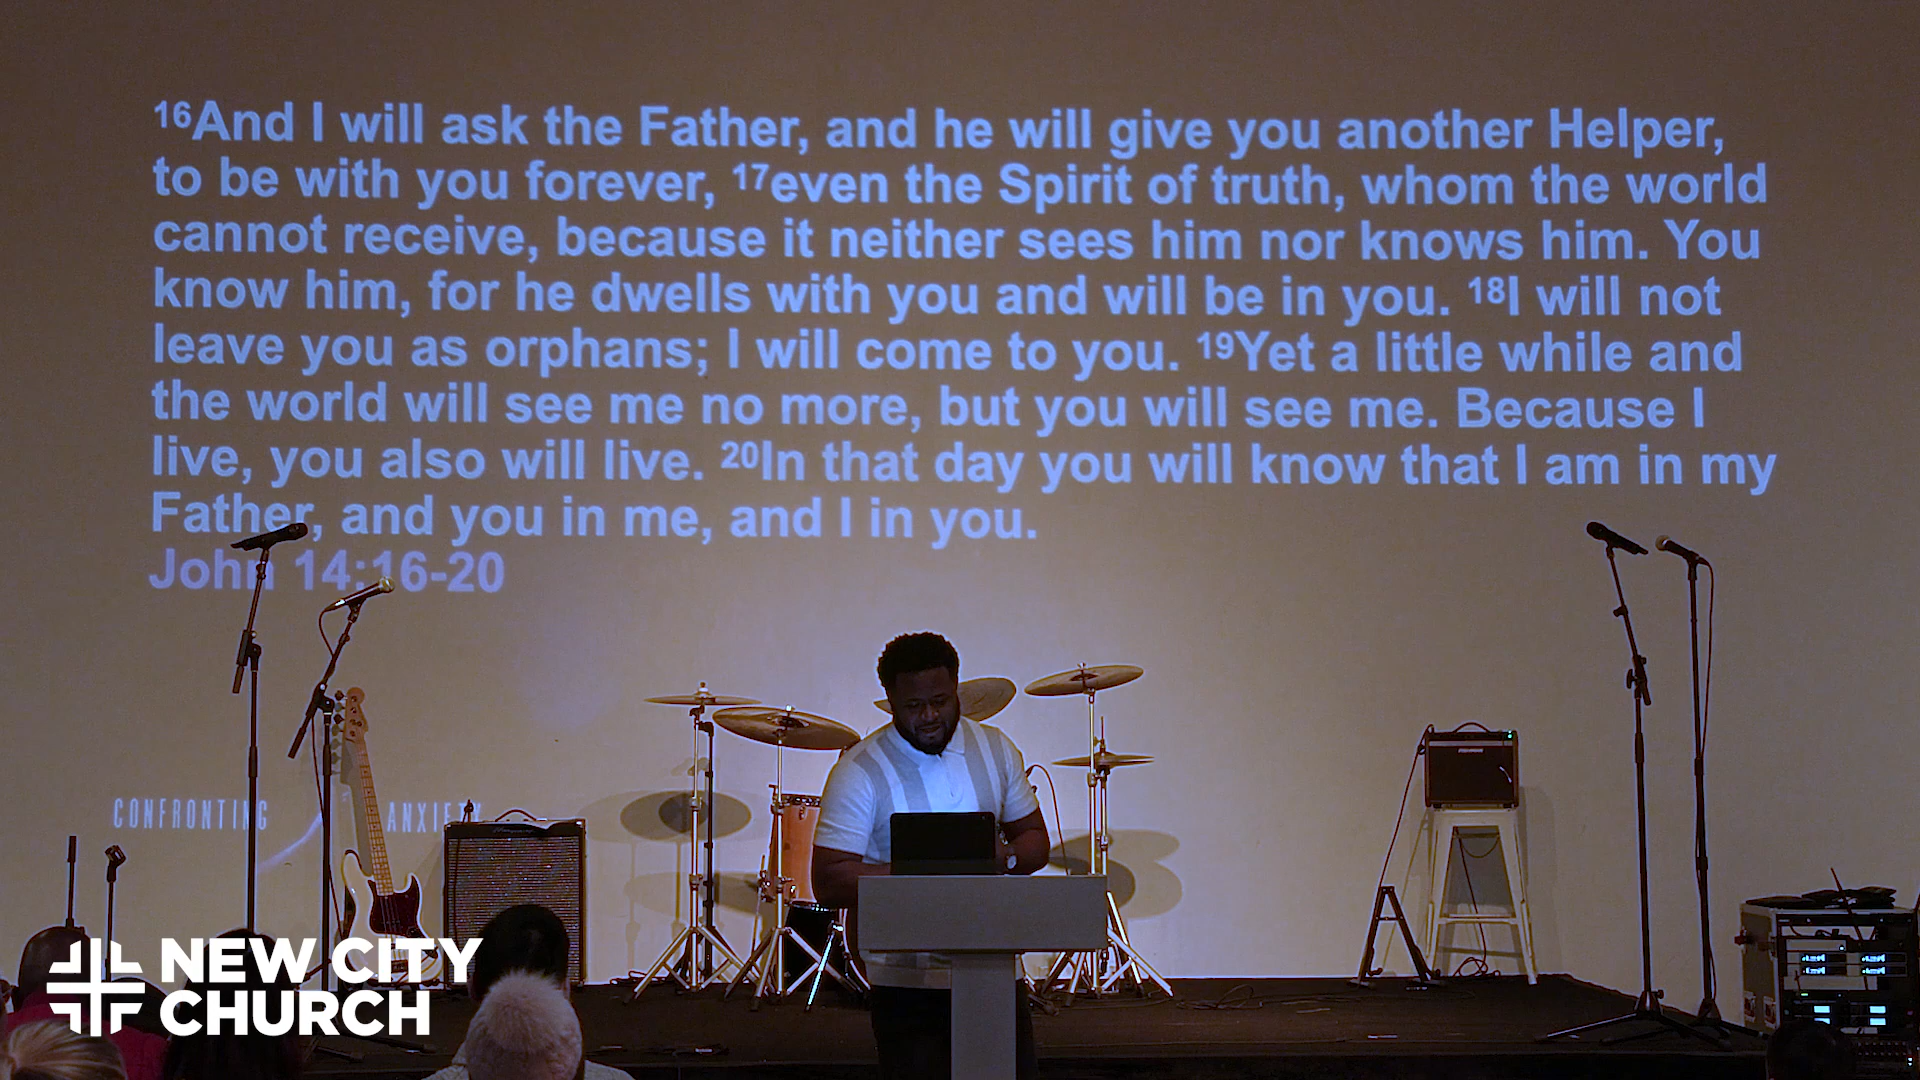 16And I will ask the Father, and he will give you another Helper,
to be with you forever, 17even the Spirit of truth, whom the world
cannot receive, because it neither sees him nor knows him. You
know him, for he dwells with you and will be in you. 18I will not
leave you as orphans; I will come to you. 19Yet a little while and
the world will see me no more, but you will see me. Because I
live, you also will live. 20In that day you will know that I am in my
Father, and you in me, and I in you.
John 14:16-20
CONFRONTING ANXIETY
NEW CITY
CHURCH